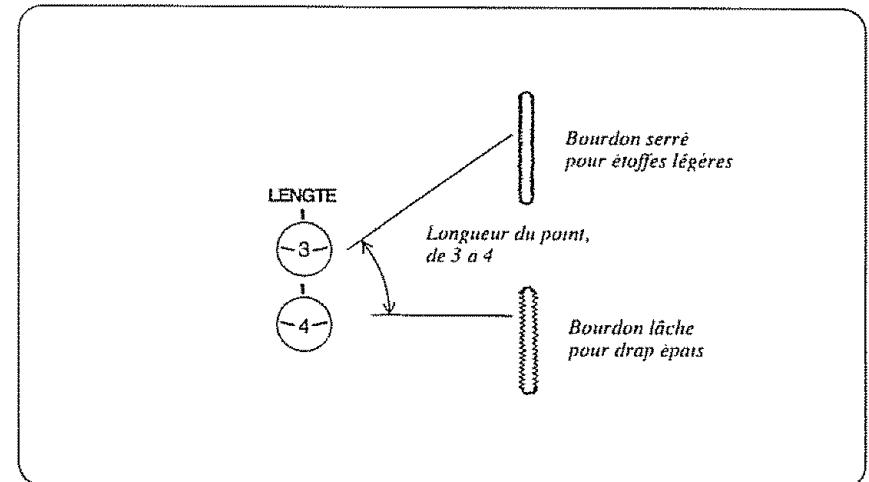 Bourdon serré
pour étoffes légères
LENGTE
3
Longueur du point,
de 3 a 4
4
Bourdon lâche
pour drap épais